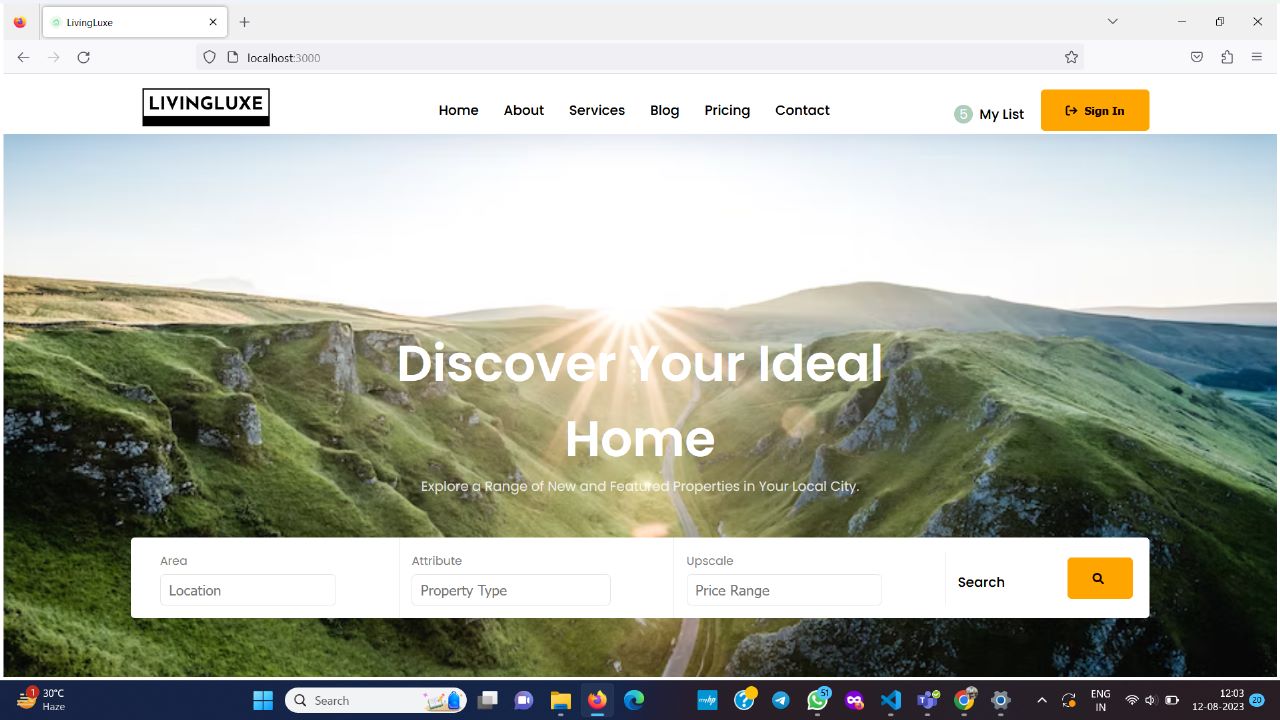 LivingLuxe
localhost:3000
LIVINGLUXE
Home About Services Blog Pricing Contact
5 My List Sign In
Discover Your Ideal
Home
Explore a Range of New and Featured Properties in Your Local City.
Area Attribute Upscale
Location Property Type Price Range
Search
1 30°C
Haze
Search
51
ENG
IN
12:03
12-08-2023
20